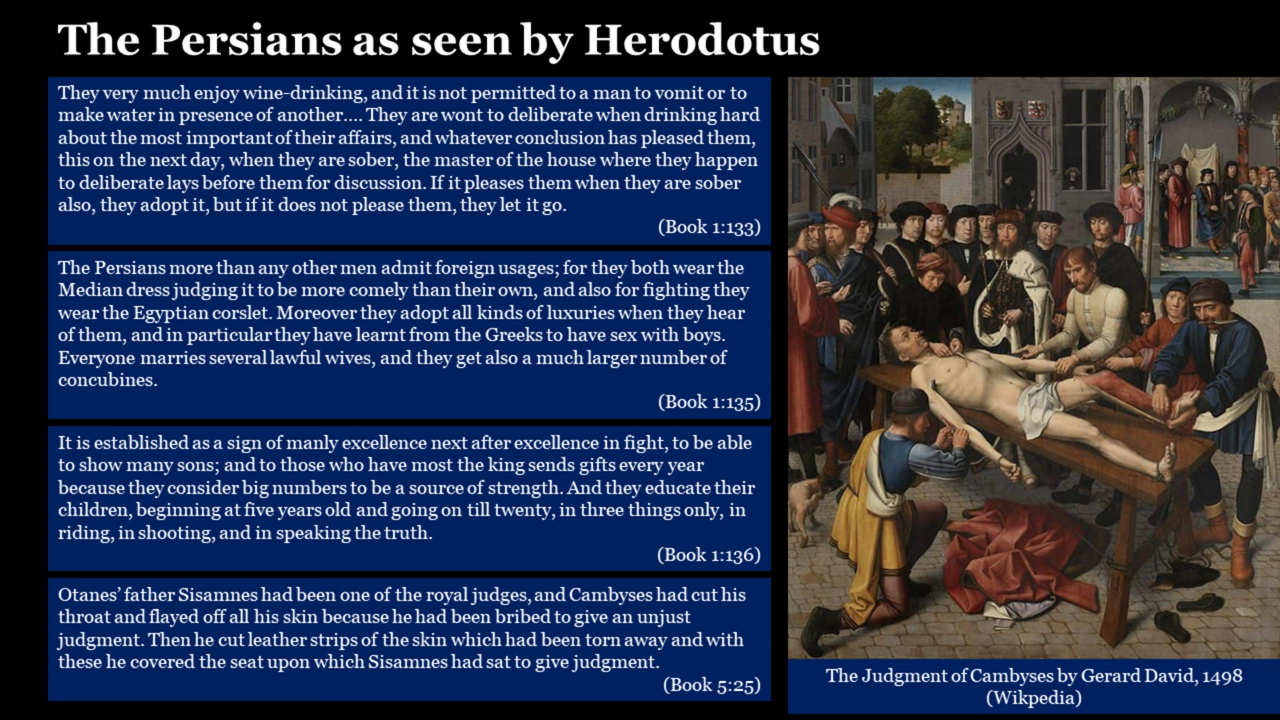 The Persians as seen by Herodotus
They very much enjoy wine-drinking, and it is not permitted to a man to vomit or to
make water in presence of another.... They are wont to deliberate when drinking hard
about the most important of their affairs, and whatever conclusion has pleased them,
this on the next day, when they are sober, the master of the house where they happen
to deliberate lays before them for discussion. If it pleases them when they are sober
also, they adopt it, but if it does not please them, they let it go.
(Book 1:133)
The Persians more than any other men admit foreign usages; for they both wear the
Median dress judging it to be more comely than their own, and also for fighting they
wear the Egyptian corslet. Moreover they adopt all kinds of luxuries when they hear
of them, and in particular they have learnt from the Greeks to have sex with boys.
Everyone marries several lawful wives, and they get also a much larger number of
concubines.
(Book 1:135)
It is established as a sign of manly excellence next after excellence in fight, to be able
to show many sons; and to those who have most the king sends gifts every year
because they consider big numbers to be a source of strength. And they educate their
children, beginning at five years old and going on till twenty, in three things only, in
riding, in shooting, and in speaking the truth.
(Book 1:136)
Otanes' father Sisamnes had been one of the royal judges, and Cambyses had cut his
throat and flayed off all his skin because he had been bribed to give an unjust
judgment. Then he cut leather strips of the skin which had been torn away and with
these he covered the seat upon which Sisamnes had sat to give judgment.
(Book 5:25)
The Judgment of Cambyses by Gerard David, 1498
(Wikpedia)